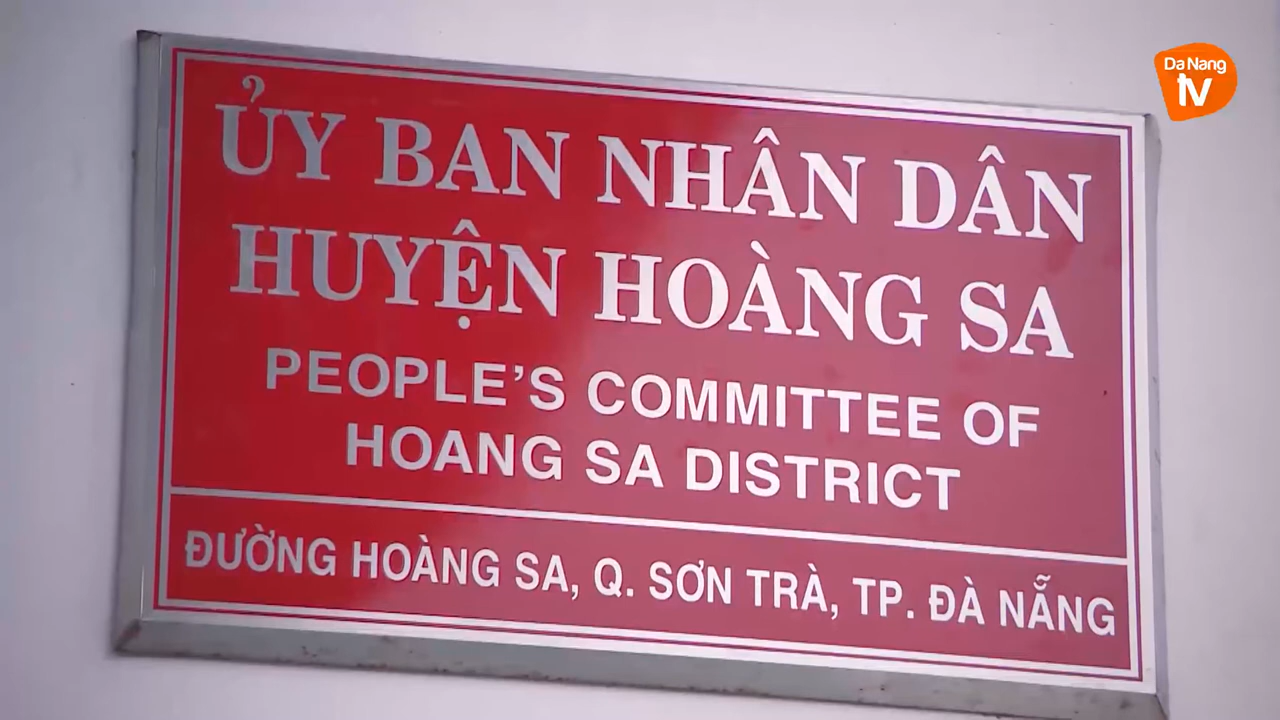 Da Nang
tv
ỦY BAN NHÂN DÂN
HUYỆN HOÀNG SA
PEOPLE'S COMMITTEE OF
HOANG SA DISTRICT
ĐƯỜNG HOÀNG SA, Q. SƠN TRÀ, TP. ĐÀ NẴNG